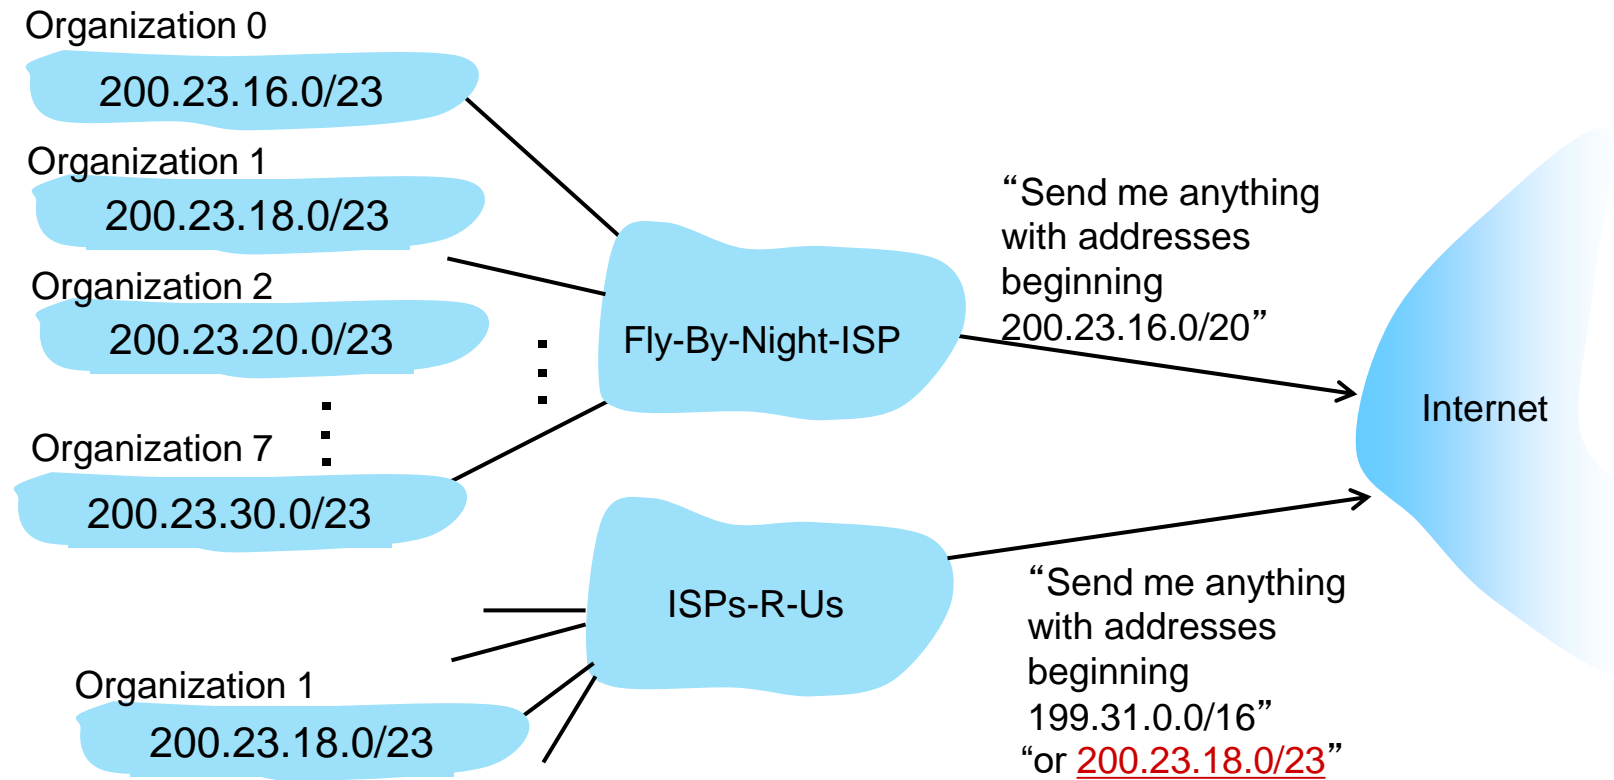 Organization 0
200.23.16.0/23
Organization 1
200.23.18.0/23
Organization 2
200.23.20.0/23
Organization 7
200.23.30.0/23
Fly-By-Night-ISP
“Send me anything
with addresses
beginning
200.23.16.0/20”
Internet
ISPs-R-Us
Organization 1
200.23.18.0/23
“Send me anything
with addresses
beginning
199.31.0.0/16”
“or 200.23.18.0/23”